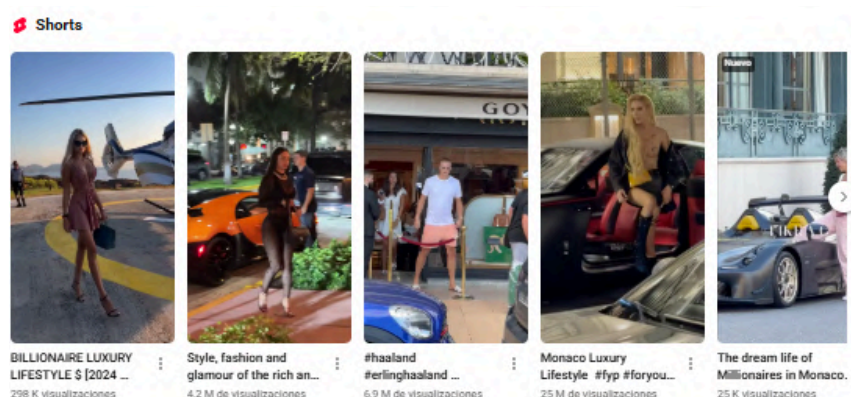 Shorts
GOY
Nuevo
BILLIONAIRE LUXURY
LIFESTYLE $ [2024 ...
298 K visualizaciones
Style, fashion and
glamour of the rich an...
4,2 M de visualizaciones
#haaland
#erlinghaaland ...
6,9 M de visualizaciones
Monaco Luxury
Lifestyle #fyp #foryou...
25 M de visualizaciones
The dream life of
Millionaires in Monaco.
25 K visualizaciones